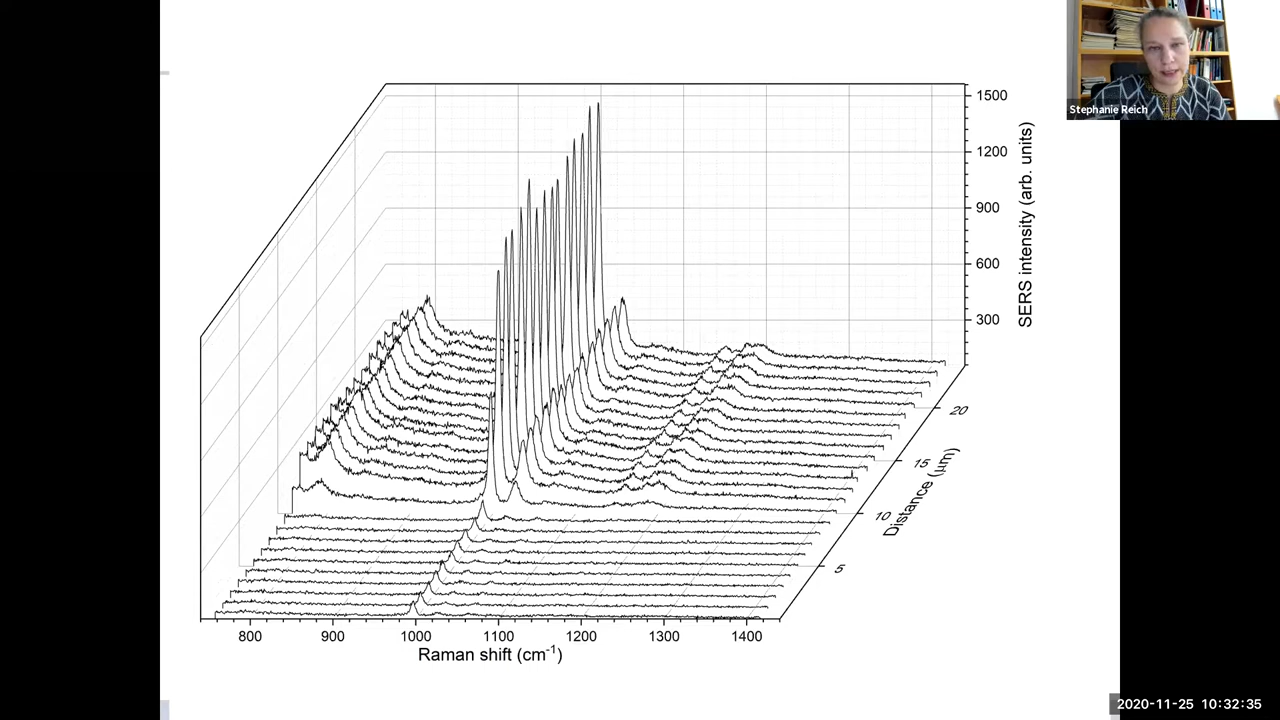 Stephanie Reich
1500
1200
900
600
300
SERS intensity (arb. units)
20
15
10
5
Distance (µm)
800 900 1000 1100 1200 1300 1400
Raman shift (cm-1)
2020-11-25 10:32:35